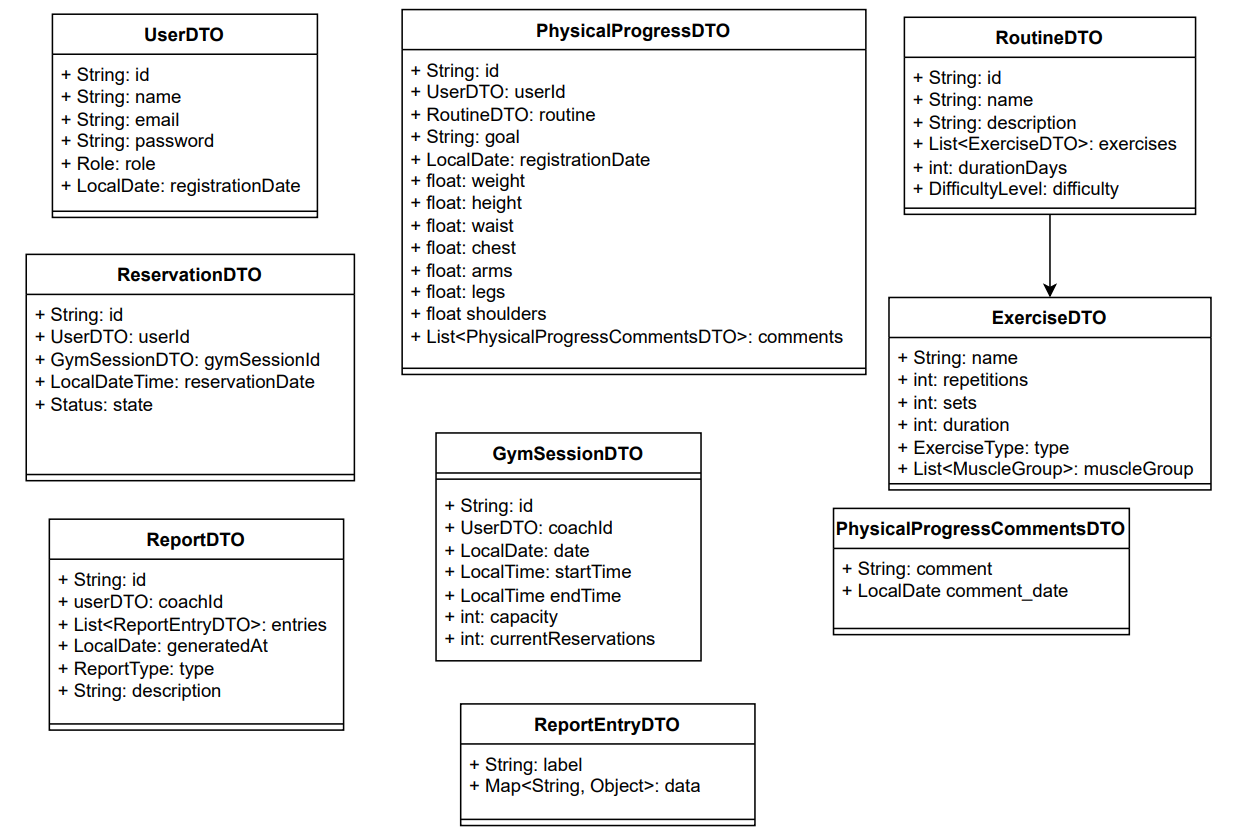 UserDTO
+ String: id
+ String: name
+ String: email
+ String: password
+ Role: role
+ LocalDate: registrationDate
PhysicalProgressDTO
+ String: id
+ UserDTO: userId
+ RoutineDTO: routine
+ String: goal
+ LocalDate: registrationDate
+ float: weight
+ float: height
+ float: waist
+ float: chest
+ float: arms
+ float: legs
+ float shoulders
+ List<PhysicalProgressCommentsDTO>: comments
RoutineDTO
+ String: id
+ String: name
+ String: description
+ List<ExerciseDTO>: exercises
+ int: durationDays
+ DifficultyLevel: difficulty
ReservationDTO
+ String: id
+ UserDTO: userId
+ GymSessionDTO: gymSessionId
+ LocalDateTime: reservationDate
+ Status: state
ExerciseDTO
+ String: name
+ int: repetitions
+ int: sets
+ int: duration
+ ExerciseType: type
+ List<MuscleGroup>: muscleGroup
GymSessionDTO
+ String: id
+ UserDTO: coachId
+ LocalDate: date
+ LocalTime: startTime
+ LocalTime endTime
+ int: capacity
+ int: currentReservations
PhysicalProgressCommentsDTO
+ String: comment
+ LocalDate comment_date
ReportDTO
+ String: id
+ userDTO: coachId
+ List<ReportEntryDTO>: entries
+ LocalDate: generatedAt
+ ReportType: type
+ String: description
ReportEntryDTO
+ String: label
+ Map<String, Object>: data